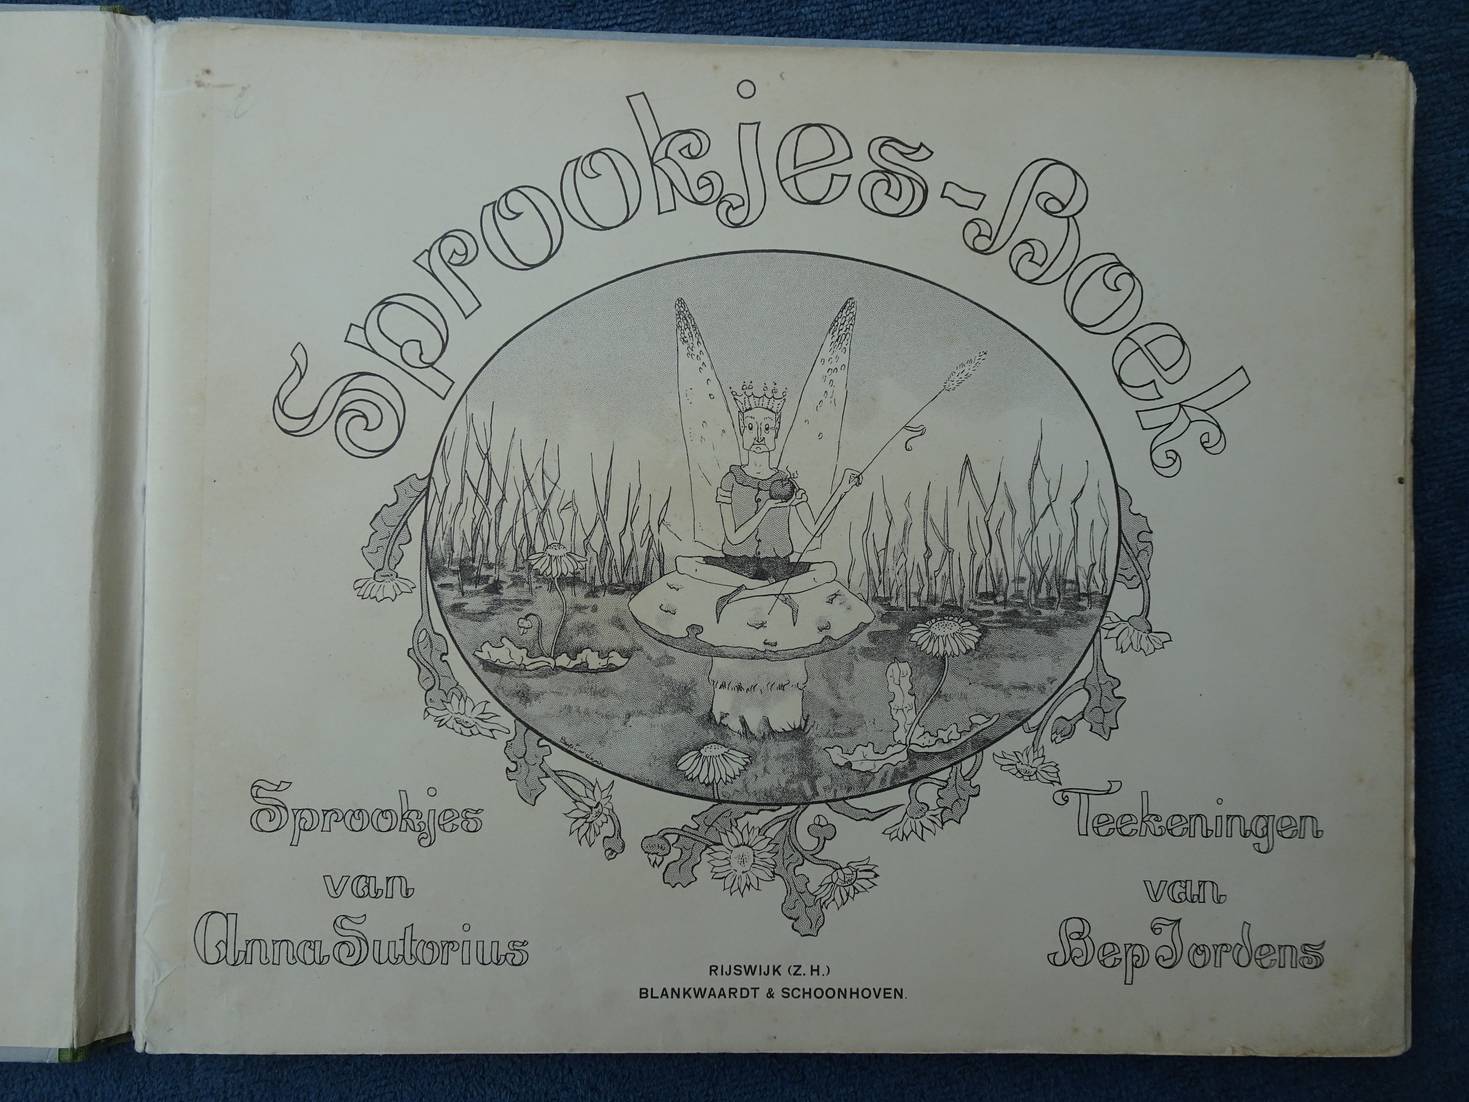 Sprookjes-Boek
Sprookjes
van
Anna Sutorius
Teekeningen
van
Bep Jordens
RIJSWIJK (Z.H.)
BLANKWAARDT & SCHOONHOVEN.